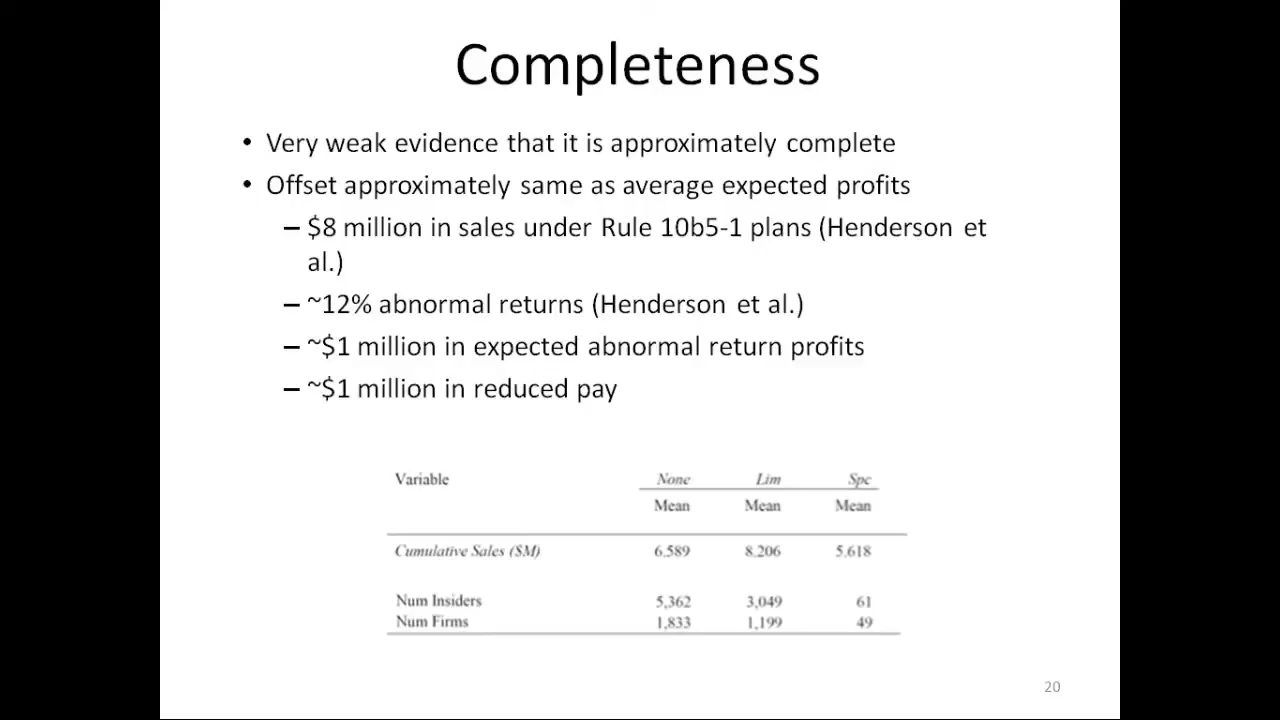 Completeness
• Very weak evidence that it is approximately complete
• Offset approximately same as average expected profits
– $8 million in sales under Rule 10b5-1 plans (Henderson et
al.)
– ~12% abnormal returns (Henderson et al.)
– ~$1 million in expected abnormal return profits
– ~$1 million in reduced pay
Variable None Lim Spc
Mean Mean Mean
Cumulative Sales ($M) 6.589 8.206 5.618
Num Insiders 5,362 3,049 61
Num Firms 1,833 1,199 49
20